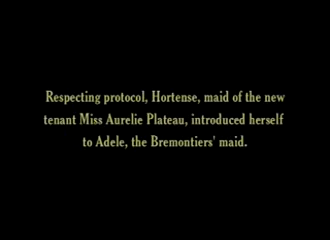 Respecting protocol, Hortense, maid of the new
tenant Miss Aurelie Plateau, introduced herself
to Adele, the Bremontiers' maid.